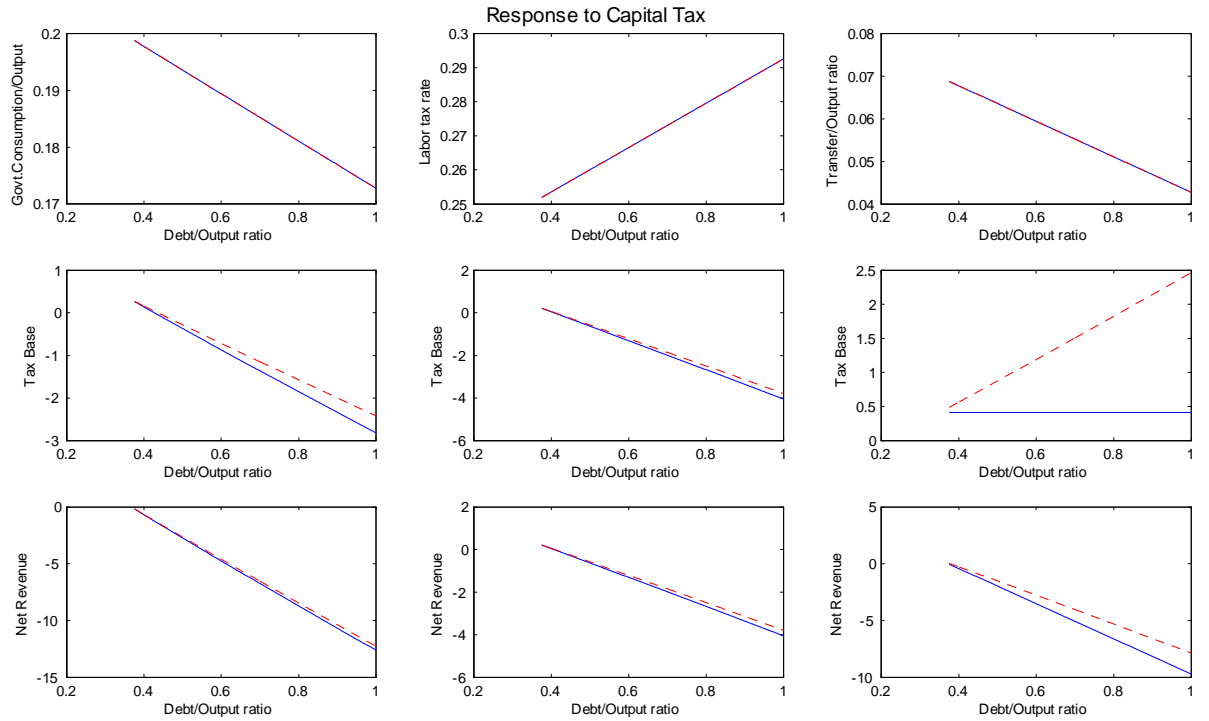 Response to Capital Tax
Govt.Consumption/Output
0.2
0.19
0.18
0.17
0.2 0.4 0.6 0.8 1
Debt/Output ratio
Labor tax rate
0.3
0.29
0.28
0.27
0.26
0.25
0.2 0.4 0.6 0.8 1
Debt/Output ratio
Transfer/Output ratio
0.08
0.07
0.06
0.05
0.04
0.2 0.4 0.6 0.8 1
Debt/Output ratio
Tax Base
1
0
-1
-2
-3
0.2 0.4 0.6 0.8 1
Debt/Output ratio
Tax Base
2
0
-2
-4
-6
0.2 0.4 0.6 0.8 1
Debt/Output ratio
Tax Base
2.5
2
1.5
1
0.5
0
0.2 0.4 0.6 0.8 1
Debt/Output ratio
Net Revenue
0
-5
-10
-15
0.2 0.4 0.6 0.8 1
Debt/Output ratio
Net Revenue
2
0
-2
-4
-6
0.2 0.4 0.6 0.8 1
Debt/Output ratio
Net Revenue
5
0
-5
-10
0.2 0.4 0.6 0.8 1
Debt/Output ratio